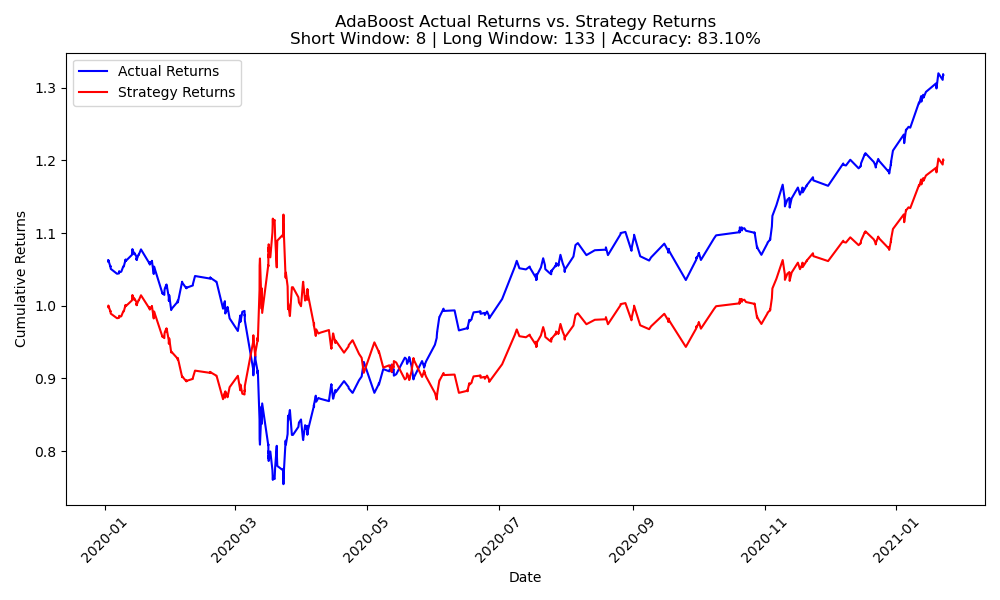 AdaBoost Actual Returns vs. Strategy Returns
Short Window: 8 | Long Window: 133 | Accuracy: 83.10%
Actual Returns
Strategy Returns
Cumulative Returns
1.3
1.2
1.1
1.0
0.9
0.8
2020-01
2020-03
2020-05
2020-07
2020-09
2020-11
2021-01
Date